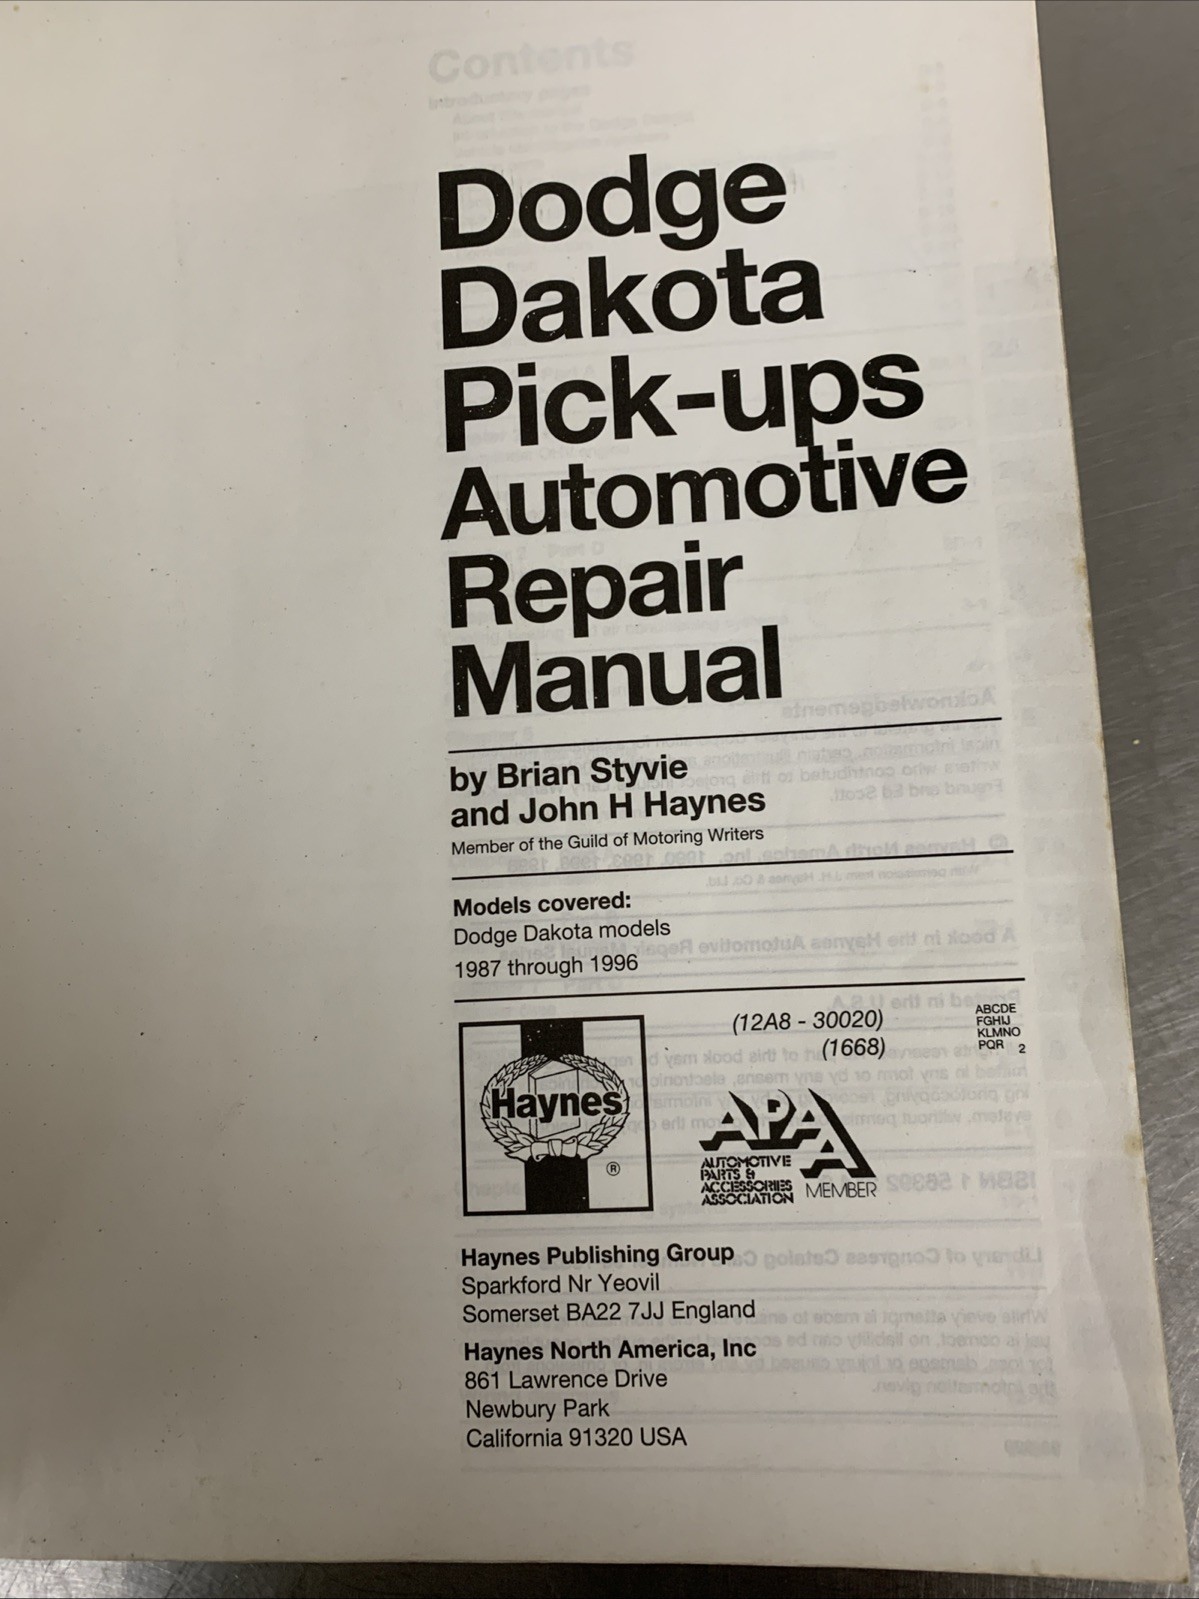 Contents
Dodge
Dakota
Pick-ups
Automotive
Repair
Manual
by Brian Styvie
and John H Haynes
Member of the Guild of Motoring Writers
Models covered:
Dodge Dakota models
1987 through 1996
(12A8 - 30020)
(1668)
ABCDE
FGHIJ
KLMNO
PQR 2
Haynes
®
APAA
AUTOMOTIVE
PARTS &
ACCESSORIES
ASSOCIATION
MEMBER
Haynes Publishing Group
Sparkford Nr Yeovil
Somerset BA22 7JJ England
Haynes North America, Inc
861 Lawrence Drive
Newbury Park
California 91320 USA